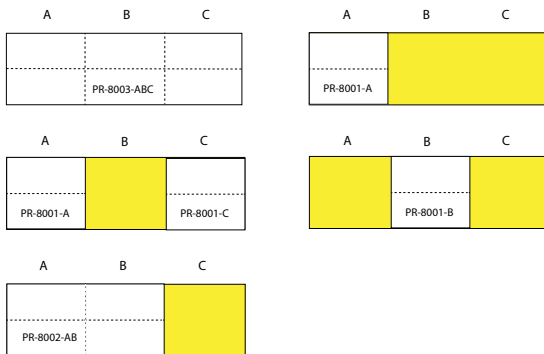 A B C
PR-8003-ABC
A B C
PR-8001-A
A B C
PR-8001-A PR-8001-C
A B C
PR-8001-B
A B C
PR-8002-AB